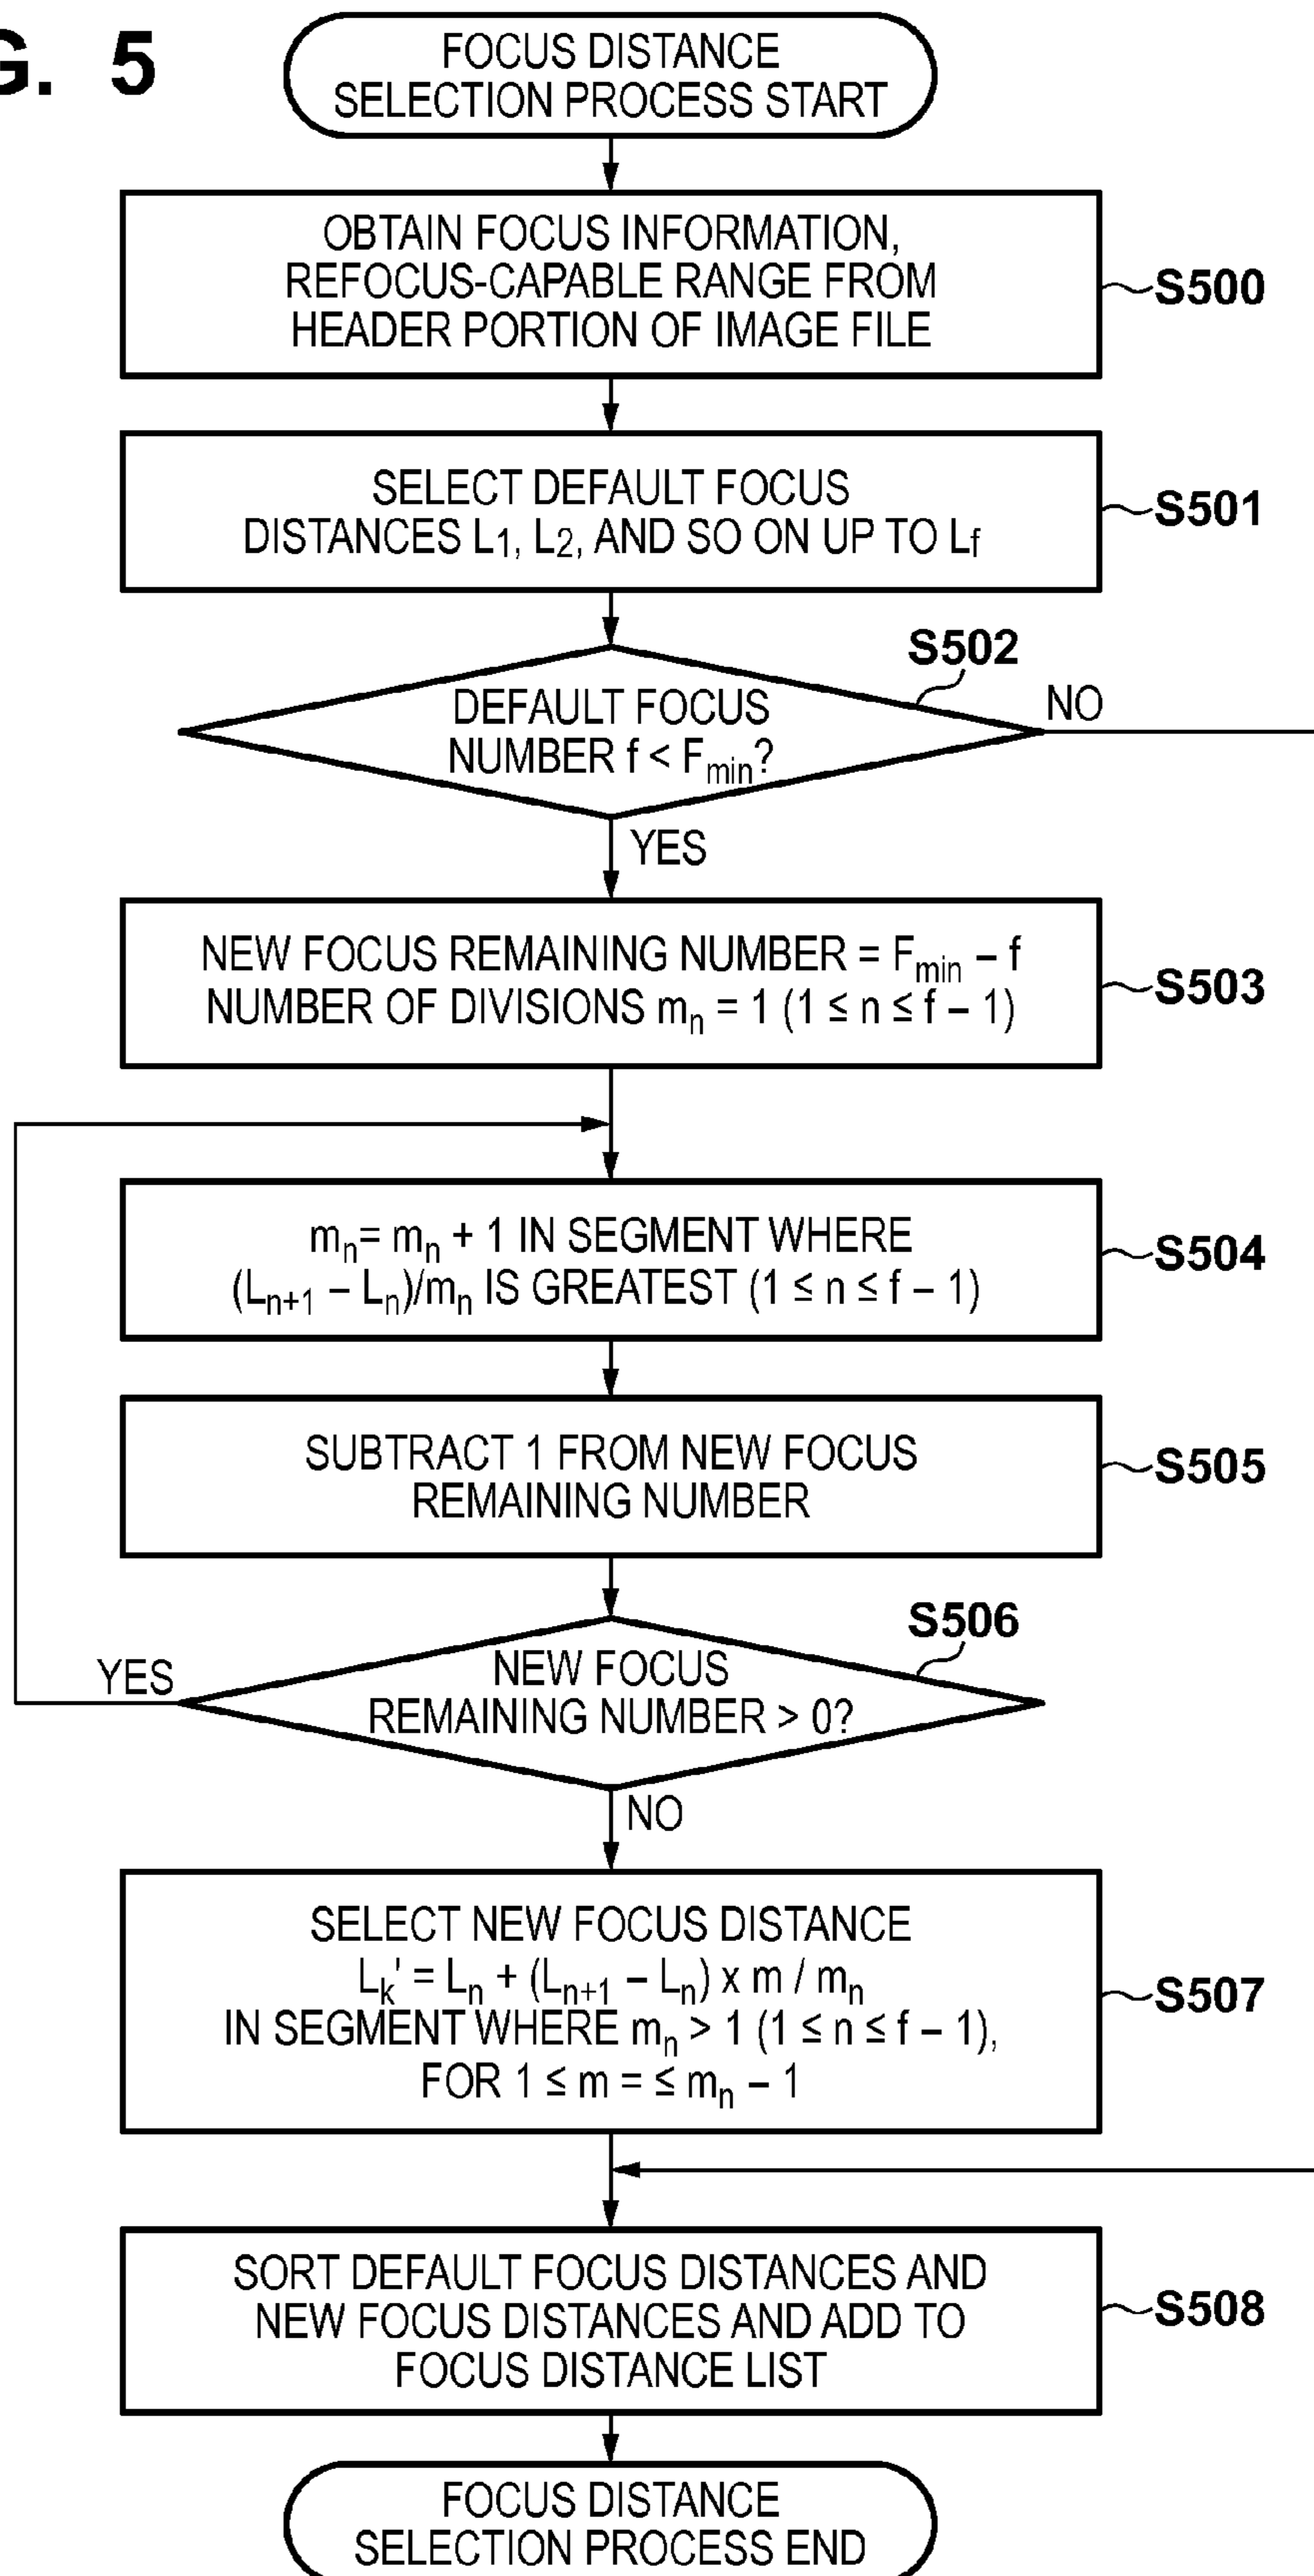 G. 5
FOCUS DISTANCE
SELECTION PROCESS START
OBTAIN FOCUS INFORMATION,
REFOCUS-CAPABLE RANGE FROM
HEADER PORTION OF IMAGE FILE
S500
SELECT DEFAULT FOCUS
DISTANCES L1, L2, AND SO ON UP TO Lf
S501
S502
DEFAULT FOCUS
NUMBER f < Fmin?
NO
YES
NEW FOCUS REMAINING NUMBER = Fmin – f
NUMBER OF DIVISIONS mn = 1 (1 ≤ n ≤ f – 1)
S503
mn= mn + 1 IN SEGMENT WHERE
(Ln+1 – Ln)/mn IS GREATEST (1 ≤ n ≤ f – 1)
S504
SUBTRACT 1 FROM NEW FOCUS
REMAINING NUMBER
S505
S506
NEW FOCUS
REMAINING NUMBER > 0?
YES
NO
SELECT NEW FOCUS DISTANCE
Lk' = Ln + (Ln+1 – Ln) x m / mn
IN SEGMENT WHERE mn > 1 (1 ≤ n ≤ f – 1),
FOR 1 ≤ m = ≤ mn – 1
S507
SORT DEFAULT FOCUS DISTANCES AND
NEW FOCUS DISTANCES AND ADD TO
FOCUS DISTANCE LIST
S508
FOCUS DISTANCE
SELECTION PROCESS END